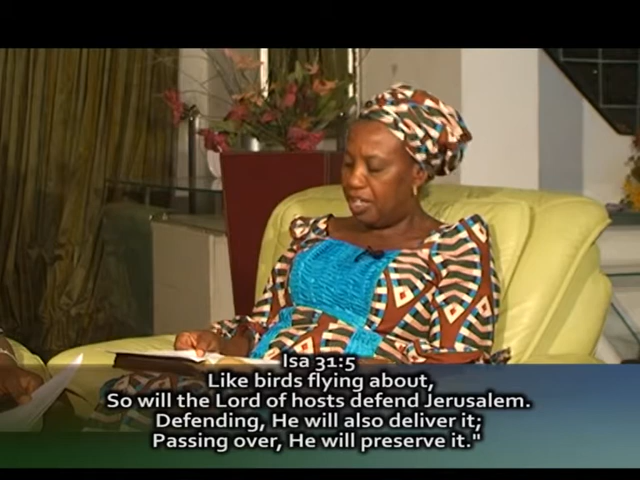 Isa 31:5
Like birds flying about,
So will the Lord of hosts defend Jerusalem.
Defending, He will also deliver it;
Passing over, He will preserve it."